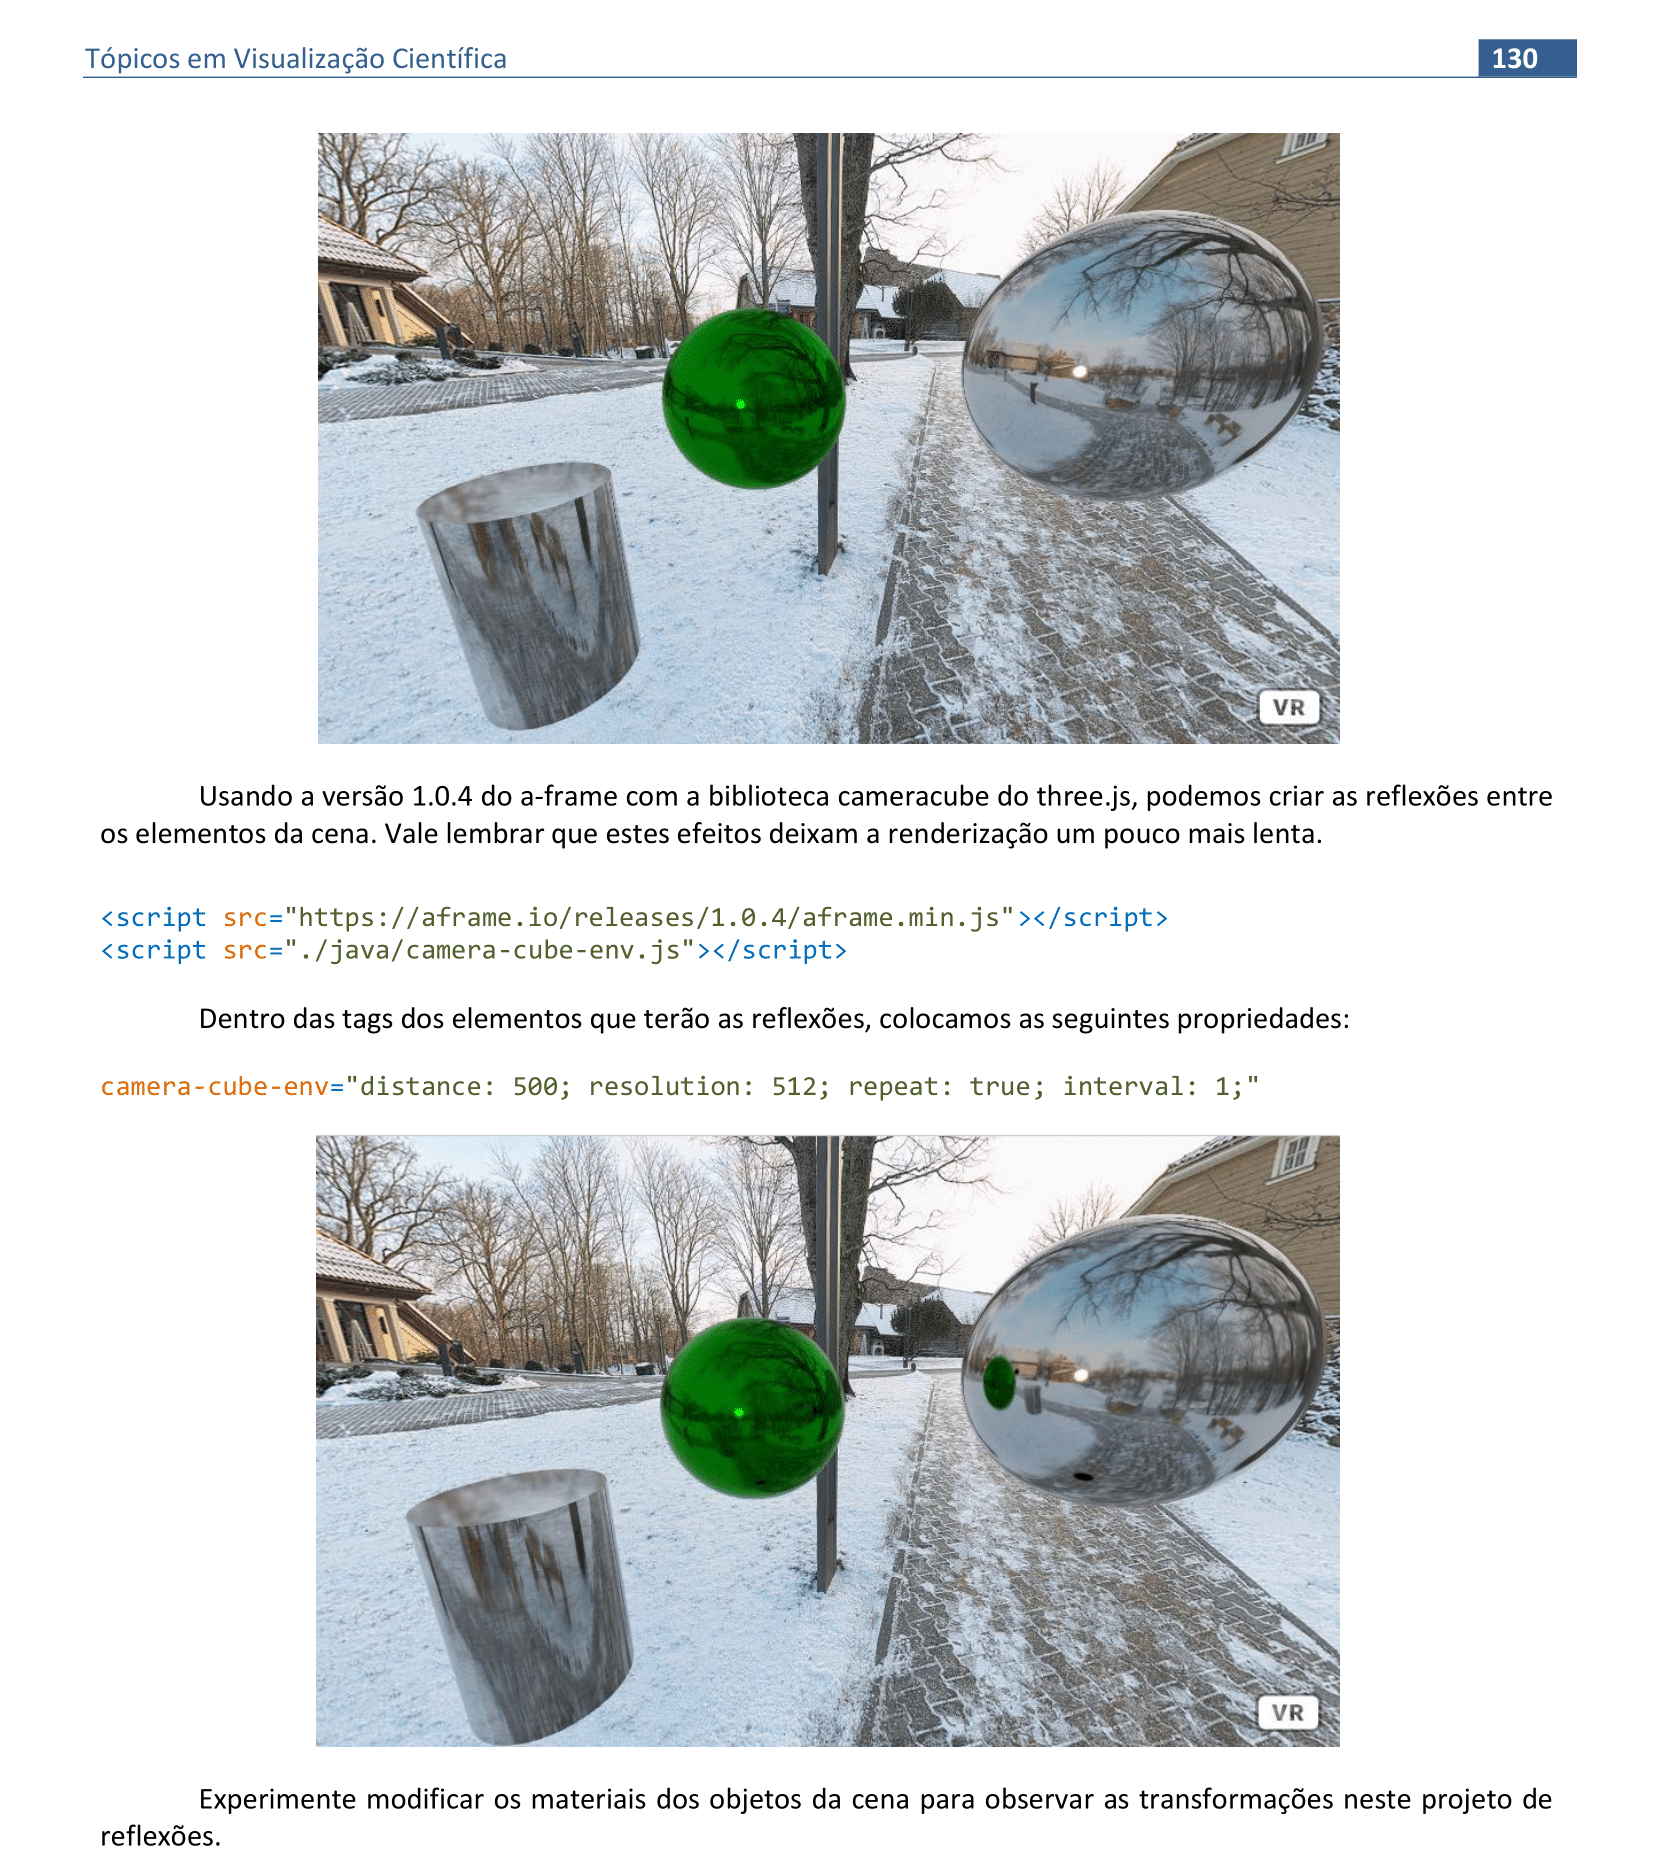 Tópicos em Visualização Científica
130
VR
Usando a versão 1.0.4 do a-frame com a biblioteca cameracube do three.js, podemos criar as reflexões entre
os elementos da cena. Vale lembrar que estes efeitos deixam a renderização um pouco mais lenta.
<script src="https://aframe.io/releases/1.0.4/aframe.min.js"></script>
<script src="./java/camera-cube-env.js"></script>
Dentro das tags dos elementos que terão as reflexões, colocamos as seguintes propriedades:
camera-cube-env="distance: 500; resolution: 512; repeat: true; interval: 1;"
VR
Experimente modificar os materiais dos objetos da cena para observar as transformações neste projeto de
reflexões.